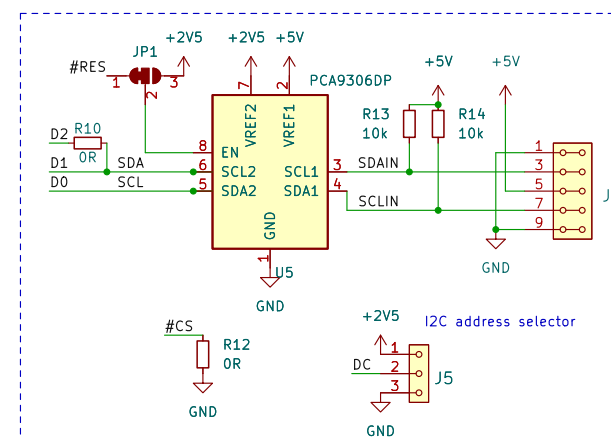 JP1
+2V5
+2V5
+5V
#RES
1
2
3
7
2
PCA9306DP
+5V
+5V
VREF2
VREF1
R13
10k
R14
10k
D2
R10
0R
8
EN
D1
SDA
6
SCL2
SCL1
3
SDAIN
D0
SCL
5
SDA2
SDA1
4
SCLIN
1
3
5
7
9
J
GND
1
U5
GND
GND
#CS
R12
0R
GND
+2V5
I2C address selector
1
DC
2
3
J5
GND